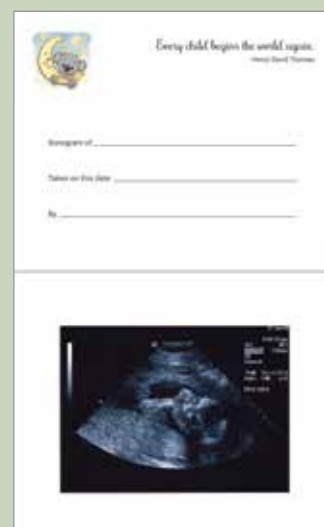 Every child begins the world again.
Henry David Thoreau
Sonogram of
Taken on this date
By